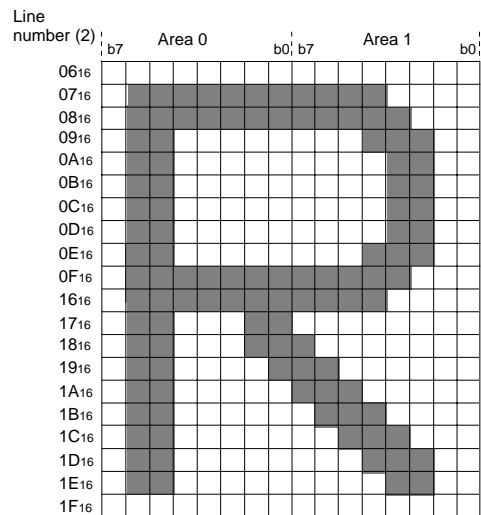 Line
number (2) b7 Area 0 b0 b7 Area 1 b0
06₁₆
07₁₆
08₁₆
09₁₆
0A₁₆
0B₁₆
0C₁₆
0D₁₆
0E₁₆
0F₁₆
16₁₆
17₁₆
18₁₆
19₁₆
1A₁₆
1B₁₆
1C₁₆
1D₁₆
1E₁₆
1F₁₆